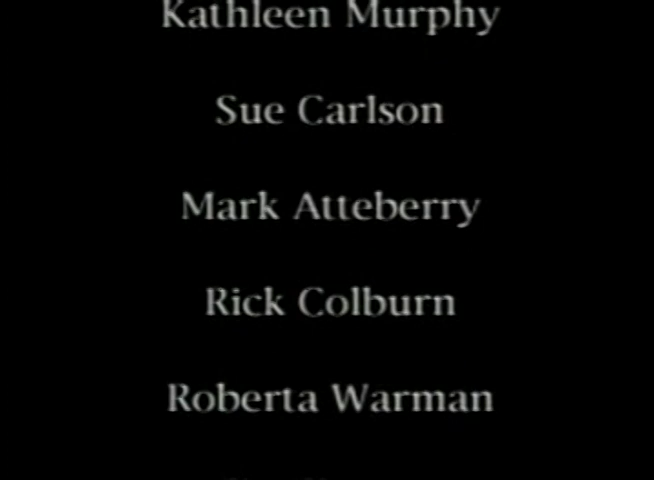 Kathleen Murphy
Sue Carlson
Mark Atteberry
Rick Colburn
Roberta Warman